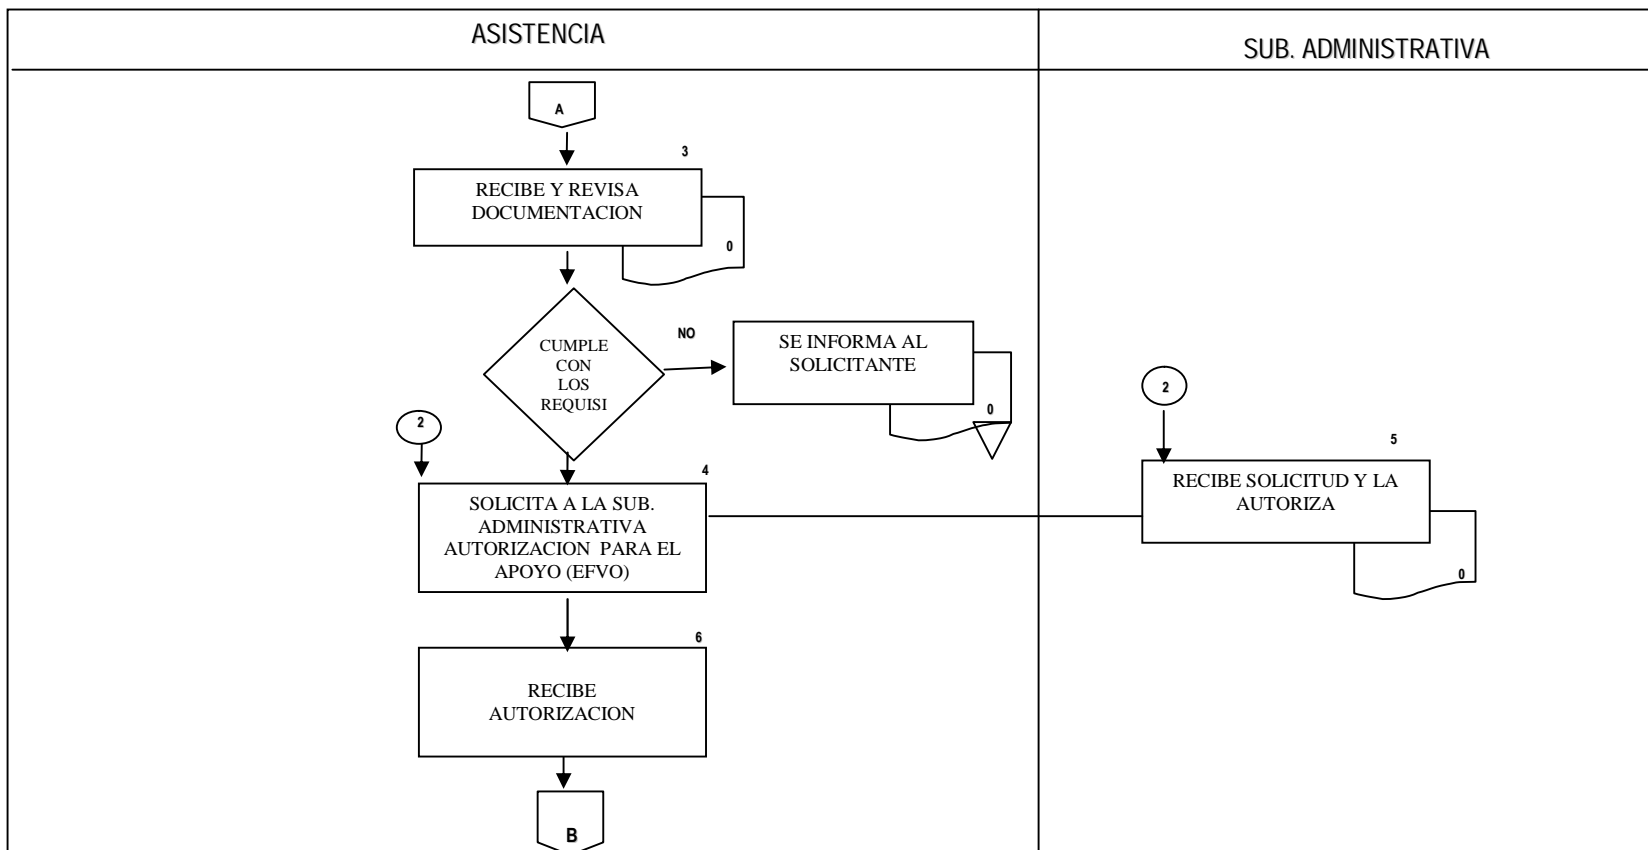 ASISTENCIA
SUB. ADMINISTRATIVA
A
3
RECIBE Y REVISA
DOCUMENTACION
0
CUMPLE
CON
LOS
REQUISI
NO
SE INFORMA AL
SOLICITANTE
0
2
2
4
SOLICITA A LA SUB.
ADMINISTRATIVA
AUTORIZACION PARA EL
APOYO (EFVO)
5
RECIBE SOLICITUD Y LA
AUTORIZA
0
6
RECIBE
AUTORIZACION
B